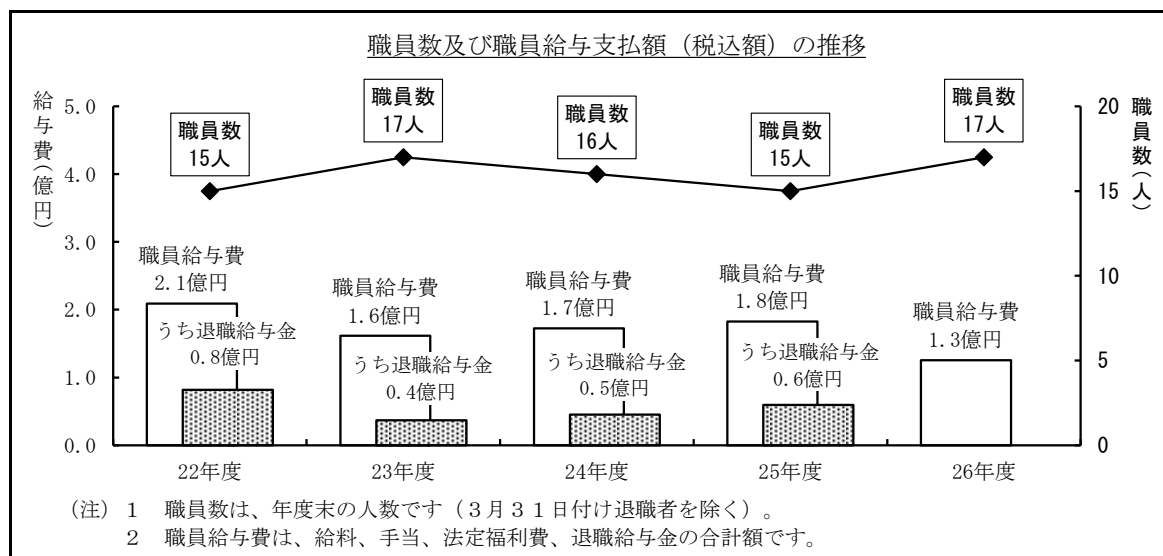 職員数及び職員給与支払額（税込額）の推移
給与費（億円）
職員数（人）
5.0
4.0
3.0
2.0
1.0
0.0
20
15
10
5
0
職員数
15人
職員数
17人
職員数
16人
職員数
15人
職員数
17人
職員給与費
2.1億円
うち退職給与金
0.8億円
職員給与費
1.6億円
うち退職給与金
0.4億円
職員給与費
1.7億円
うち退職給与金
0.5億円
職員給与費
1.8億円
うち退職給与金
0.6億円
職員給与費
1.3億円
22年度
23年度
24年度
25年度
26年度
（注）１　職員数は、年度末の人数です（３月３１日付け退職者を除く）。
２　職員給与費は、給料、手当、法定福利費、退職給与金の合計額です。